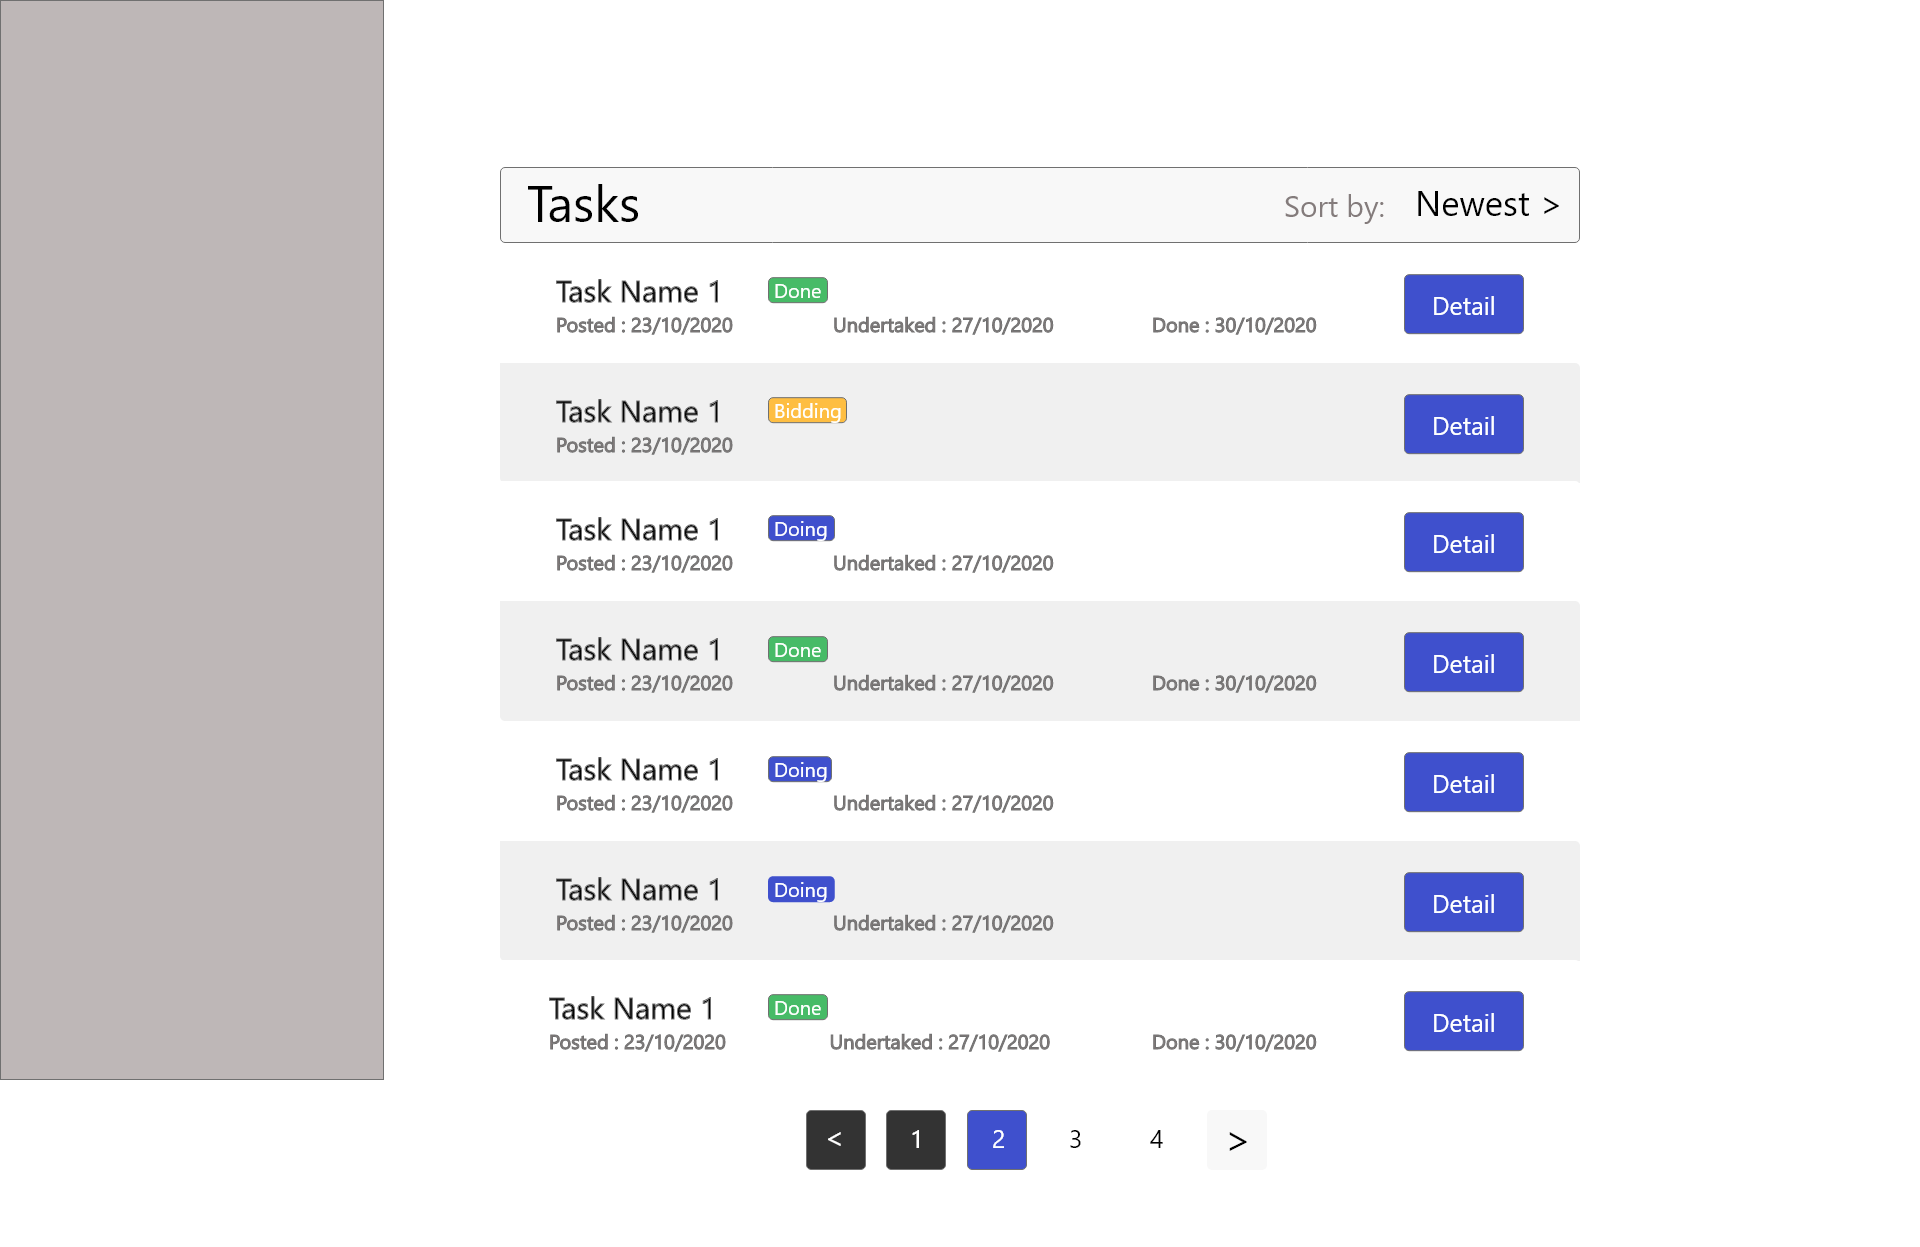 Tasks Sort by: Newest >
Task Name 1 Done Detail
Posted : 23/10/2020 Undertaked : 27/10/2020 Done : 30/10/2020
Task Name 1 Bidding Detail
Posted : 23/10/2020
Task Name 1 Doing Detail
Posted : 23/10/2020 Undertaked : 27/10/2020
Task Name 1 Done Detail
Posted : 23/10/2020 Undertaked : 27/10/2020 Done : 30/10/2020
Task Name 1 Doing Detail
Posted : 23/10/2020 Undertaked : 27/10/2020
Task Name 1 Doing Detail
Posted : 23/10/2020 Undertaked : 27/10/2020
Task Name 1 Done Detail
Posted : 23/10/2020 Undertaked : 27/10/2020 Done : 30/10/2020
< 1 2 3 4 >